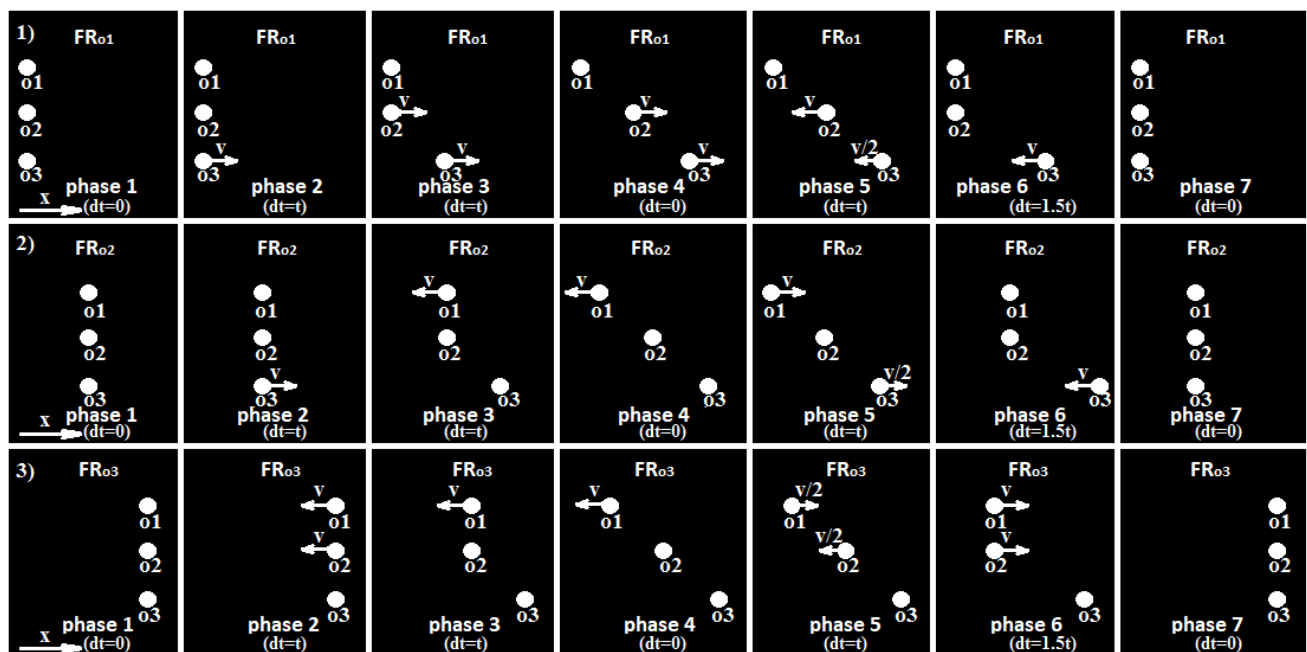 1)
FRo1
o1
o2
o3
phase 1
x
(dt=0)
FRo1
o1
o2
v
o3
phase 2
(dt=t)
FRo1
o1
v
o2
v
o3
phase 3
(dt=t)
FRo1
o1
v
o2
v
o3
phase 4
(dt=0)
FRo1
o1
v
o2
v/2
o3
phase 5
(dt=t)
FRo1
o1
o2
v
o3
phase 6
(dt=1.5t)
FRo1
o1
o2
o3
phase 7
(dt=0)
2)
FRo2
o1
o2
o3
phase 1
x
(dt=0)
FRo2
o1
o2
v
o3
phase 2
(dt=t)
FRo2
v
o1
o2
o3
phase 3
(dt=t)
FRo2
v
o1
o2
o3
phase 4
(dt=0)
FRo2
v
o1
o2
v/2
o3
phase 5
(dt=t)
FRo2
o1
o2
v
o3
phase 6
(dt=1.5t)
FRo2
o1
o2
o3
phase 7
(dt=0)
3)
FRo3
o1
o2
o3
phase 1
x
(dt=0)
FRo3
v
o1
v
o2
o3
phase 2
(dt=t)
FRo3
v
o1
o2
o3
phase 3
(dt=t)
FRo3
v
o1
o2
o3
phase 4
(dt=0)
FRo3
v/2
o1
v/2
o2
o3
phase 5
(dt=t)
FRo3
v
o1
v
o2
o3
phase 6
(dt=1.5t)
FRo3
o1
o2
o3
phase 7
(dt=0)